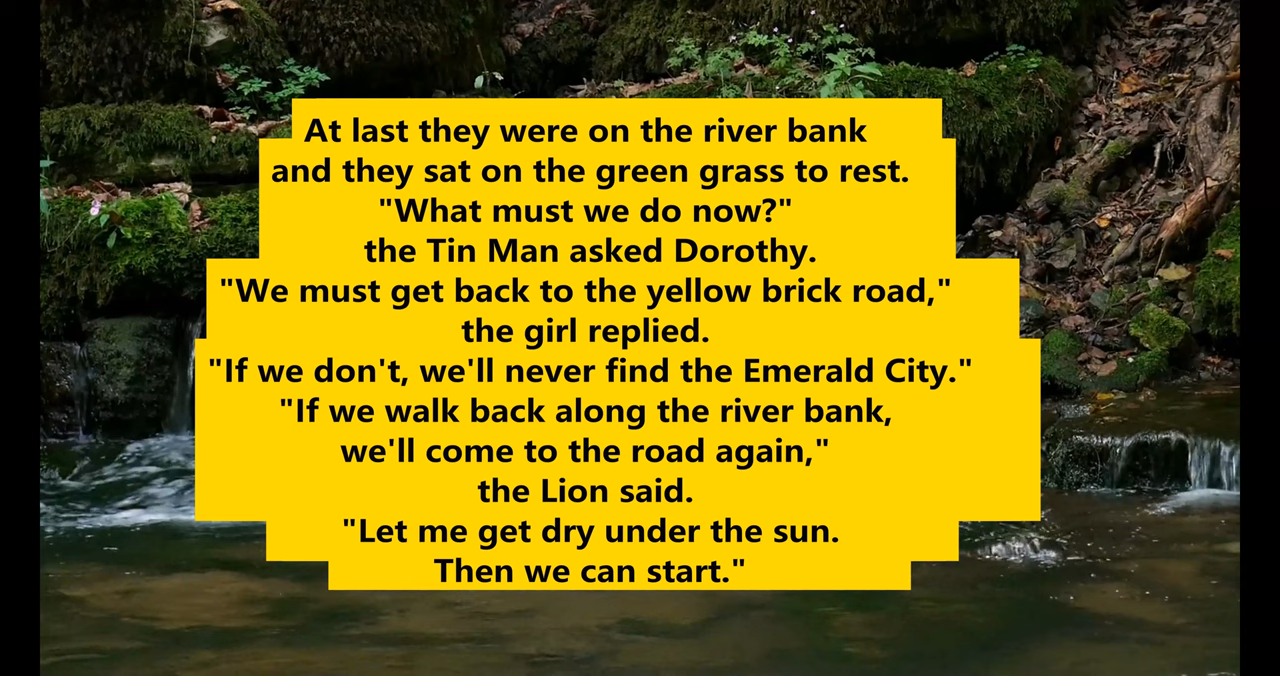 At last they were on the river bank
and they sat on the green grass to rest.
"What must we do now?"
the Tin Man asked Dorothy.
"We must get back to the yellow brick road,"
the girl replied.
"If we don't, we'll never find the Emerald City."
"If we walk back along the river bank,
we'll come to the road again,"
the Lion said.
"Let me get dry under the sun.
Then we can start."